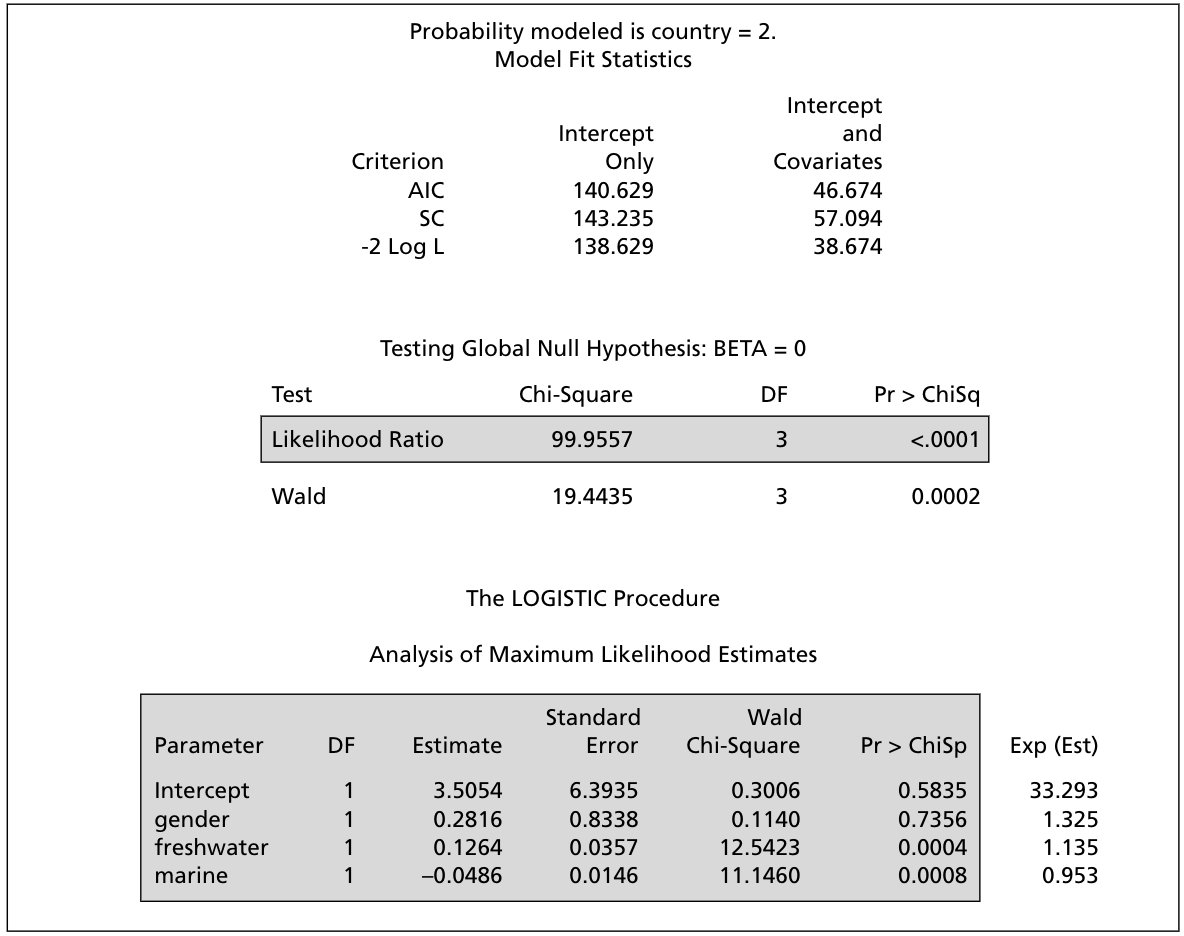 Probability modeled is country = 2.
Model Fit Statistics
Intercept
Intercept and
Criterion Only Covariates
AIC 140.629 46.674
SC 143.235 57.094
-2 Log L 138.629 38.674
Testing Global Null Hypothesis: BETA = 0
Test Chi-Square DF Pr > ChiSq
Likelihood Ratio 99.9557 3 <.0001
Wald 19.4435 3 0.0002
The LOGISTIC Procedure
Analysis of Maximum Likelihood Estimates
Standard Wald
Parameter DF Estimate Error Chi-Square Pr > ChiSp Exp (Est)
Intercept 1 3.5054 6.3935 0.3006 0.5835 33.293
gender 1 0.2816 0.8338 0.1140 0.7356 1.325
freshwater 1 0.1264 0.0357 12.5423 0.0004 1.135
marine 1 –0.0486 0.0146 11.1460 0.0008 0.953